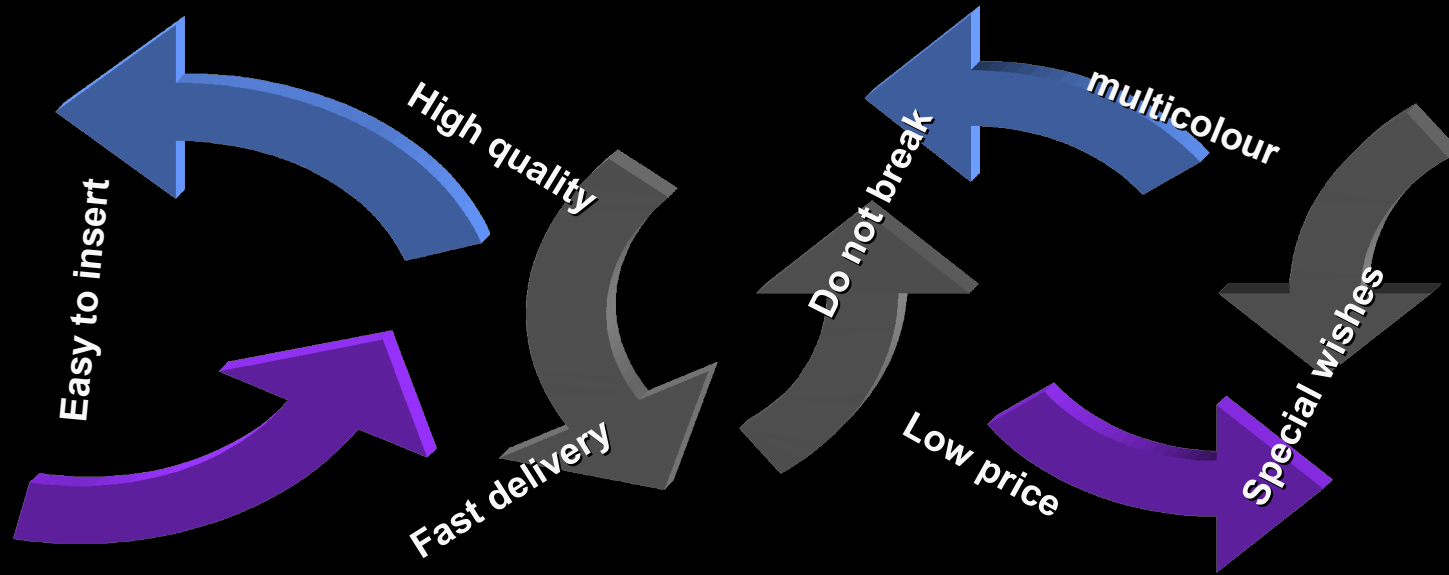 High quality
Easy to insert
Fast delivery
multicolour
Do not break
Low price
Special wishes